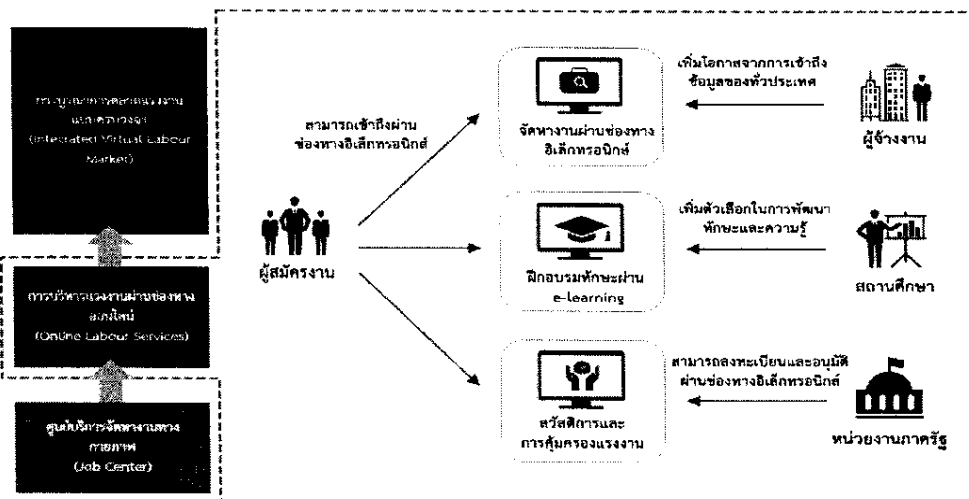 (Integrated Virtual Labour
Market)
การบริหารแรงงานผ่านช่องทาง
ออนไลน์
(Online Labour Services)
ศูนย์บริการจัดหางานทาง
กายภาพ
(Job Center)
สามารถเข้าถึงผ่าน
ช่องทางอิเล็กทรอนิกส์
ผู้สมัครงาน
จัดหางานผ่านช่องทาง
อิเล็กทรอนิกษ์
ฝึกอบรมทักษะผ่าน
e-learning
สวัสดิการและ
การคุ้มครองแรงงาน
เพิ่มโอกาสจากการเข้าถึง
ข้อมูลของทั่วประเทศ
ผู้จ้างงาน
เพิ่มตัวเลือกในการพัฒนา
ทักษะและความรู้
สถานศึกษา
สามารถลงทะเบียนและอนุมัติ
ผ่านช่องทางอิเล็กทรอนิกส์
หน่วยงานภาครัฐ